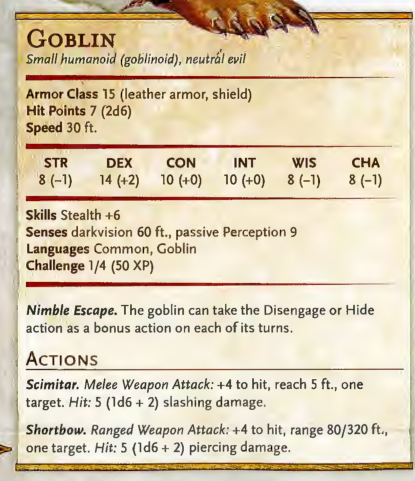 GOBLIN
Small humanoid (goblinoid), neutral evil
Armor Class 15 (leather armor, shield)
Hit Points 7 (2d6)
Speed 30 ft.
STR DEX CON INT WIS CHA
8 (−1) 14 (+2) 10 (+0) 10 (+0) 8 (−1) 8 (−1)
Skills Stealth +6
Senses darkvision 60 ft., passive Perception 9
Languages Common, Goblin
Challenge 1/4 (50 XP)
Nimble Escape. The goblin can take the Disengage or Hide
action as a bonus action on each of its turns.
ACTIONS
Scimitar. Melee Weapon Attack: +4 to hit, reach 5 ft., one
target. Hit: 5 (1d6 + 2) slashing damage.
Shortbow. Ranged Weapon Attack: +4 to hit, range 80/320 ft.,
one target. Hit: 5 (1d6 + 2) piercing damage.